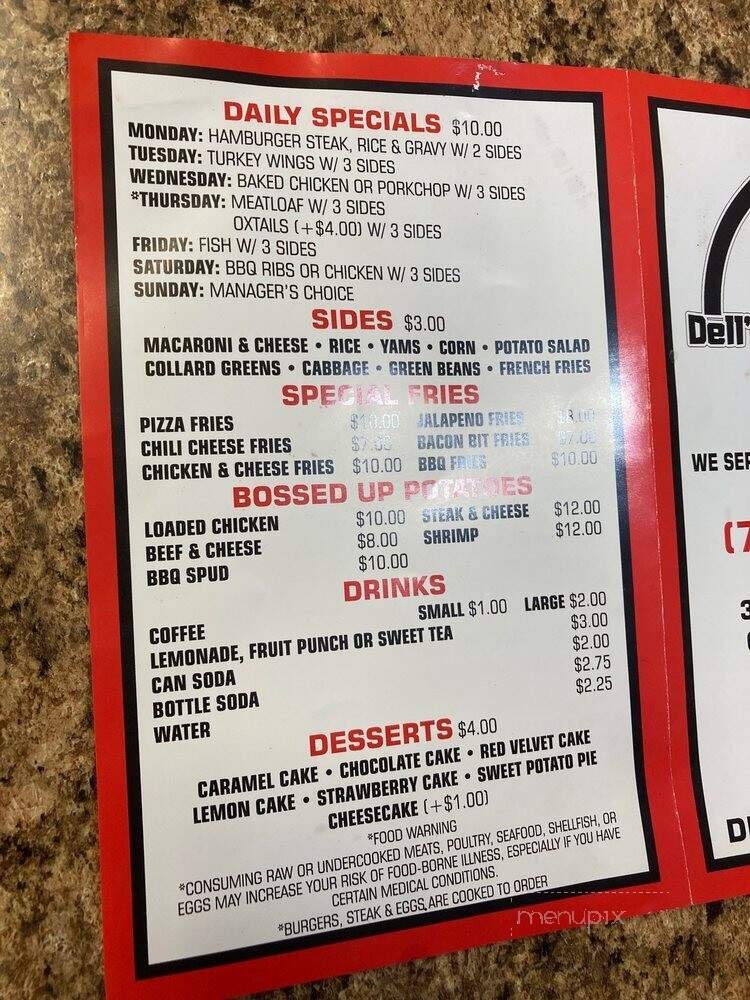 DAILY SPECIALS $10.00
MONDAY: HAMBURGER STEAK, RICE & GRAVY W/ 2 SIDES
TUESDAY: TURKEY WINGS W/ 3 SIDES
WEDNESDAY: BAKED CHICKEN OR PORKCHOP W/ 3 SIDES
*THURSDAY: MEATLOAF W/ 3 SIDES
OXTAILS (+$4.00) W/ 3 SIDES
FRIDAY: FISH W/ 3 SIDES
SATURDAY: BBQ RIBS OR CHICKEN W/ 3 SIDES
SUNDAY: MANAGER'S CHOICE
SIDES $3.00
MACARONI & CHEESE • RICE • YAMS • CORN • POTATO SALAD
COLLARD GREENS • CABBAGE • GREEN BEANS • FRENCH FRIES
SPECIAL FRIES
PIZZA FRIES $10.00 JALAPENO FRIES $8.00
CHILI CHEESE FRIES $7.00 BACON BIT FRIES $7.00
CHICKEN & CHEESE FRIES $10.00 BBQ FRIES $10.00
BOSSED UP POTATOES
LOADED CHICKEN $10.00 STEAK & CHEESE $12.00
BEEF & CHEESE $8.00 SHRIMP $12.00
BBQ SPUD $10.00
DRINKS
COFFEE SMALL $1.00 LARGE $2.00
LEMONADE, FRUIT PUNCH OR SWEET TEA $3.00
CAN SODA $2.00
BOTTLE SODA $2.75
WATER $2.25
DESSERTS $4.00
CARAMEL CAKE • CHOCOLATE CAKE • RED VELVET CAKE
LEMON CAKE • STRAWBERRY CAKE • SWEET POTATO PIE
CHEESECAKE (+$1.00)
*FOOD WARNING
*CONSUMING RAW OR UNDERCOOKED MEATS, POULTRY, SEAFOOD, SHELLFISH, OR
EGGS MAY INCREASE YOUR RISK OF FOOD-BORNE ILLNESS, ESPECIALLY IF YOU HAVE
CERTAIN MEDICAL CONDITIONS.
*BURGERS, STEAK & EGGS ARE COOKED TO ORDER
menupix
Dell'
WE SER
(7
3
D